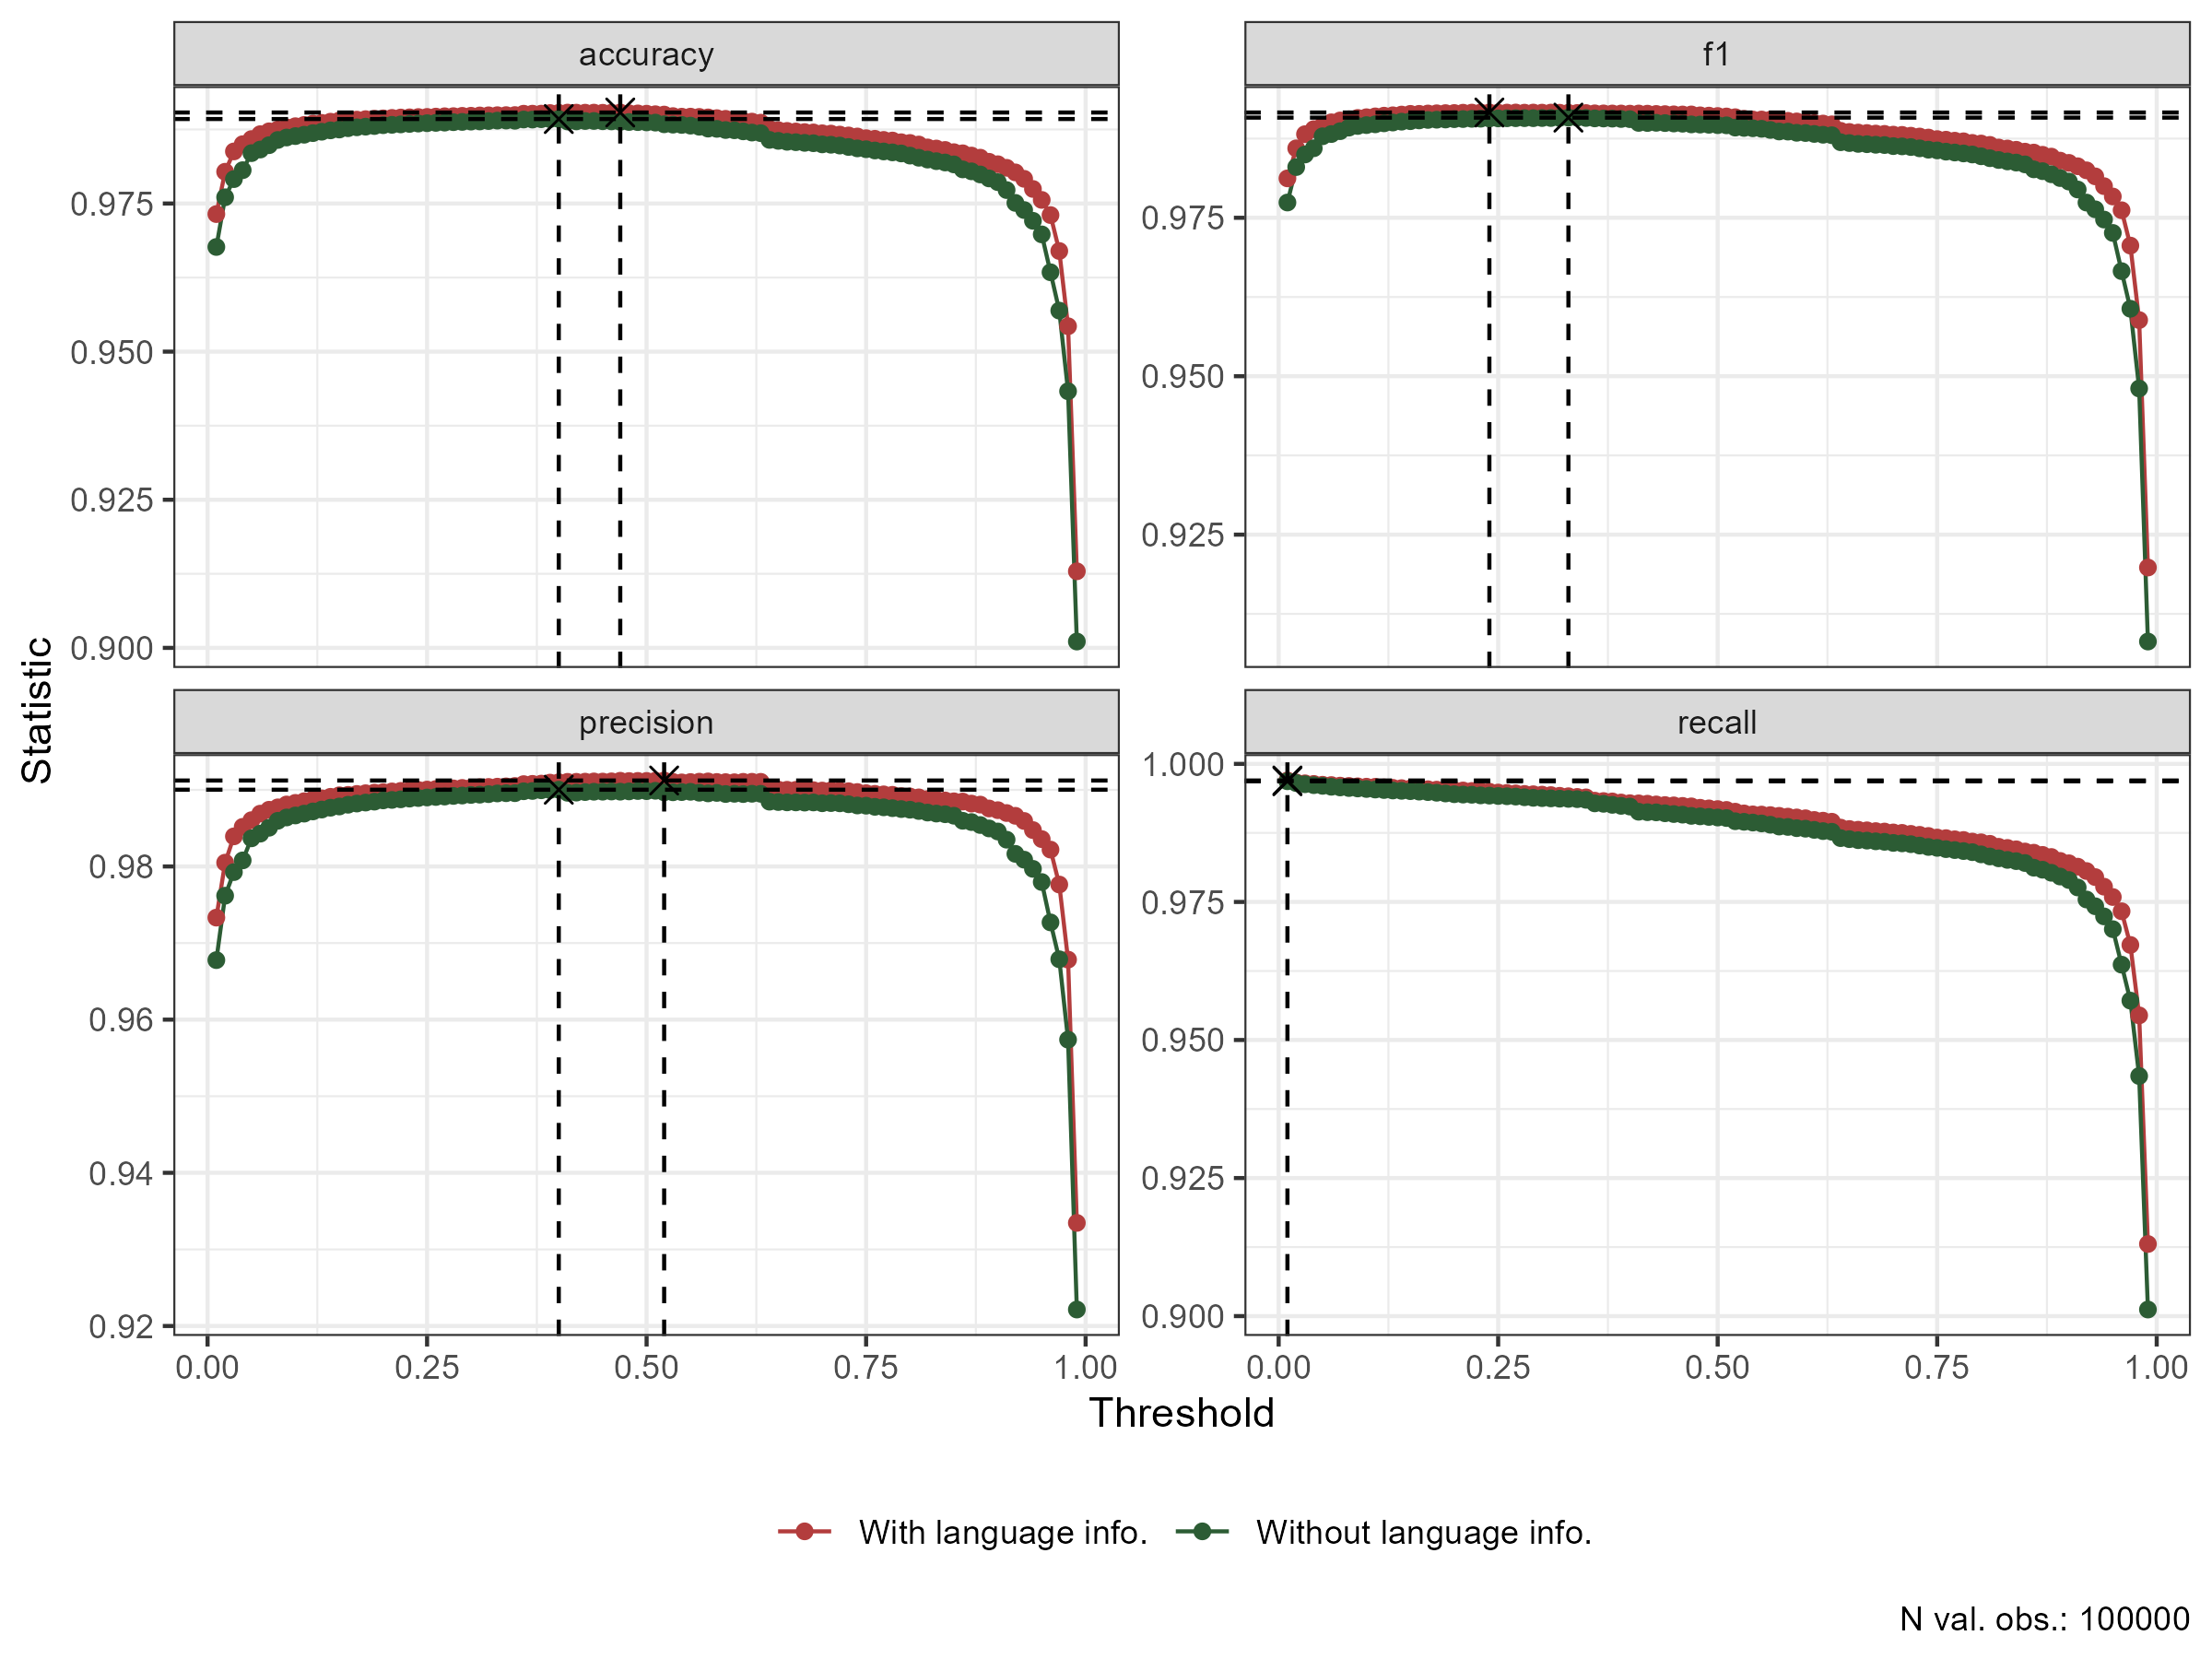 accuracy
f1
0.975
0.950
0.925
0.900
0.975
0.950
0.925
Statistic
precision
recall
0.98
0.96
0.94
0.92
1.000
0.975
0.950
0.925
0.900
0.00 0.25 0.50 0.75 1.00
0.00 0.25 0.50 0.75 1.00
Threshold
With language info. Without language info.
N val. obs.: 100000